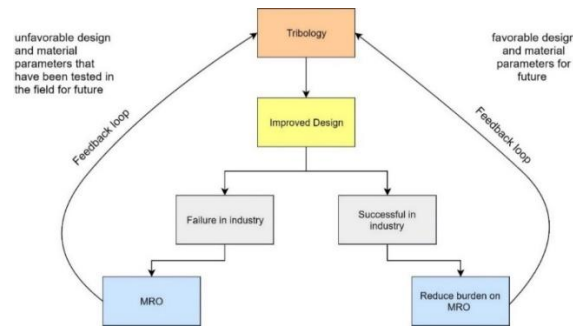 unfavorable design
and material
parameters that
have been tested in
the field for future
Tribology
favorable design
and material
parameters for
future
Feedback loop
Feedback loop
Improved Design
Failure in industry
Successful in
industry
MRO
Reduce burden on
MRO